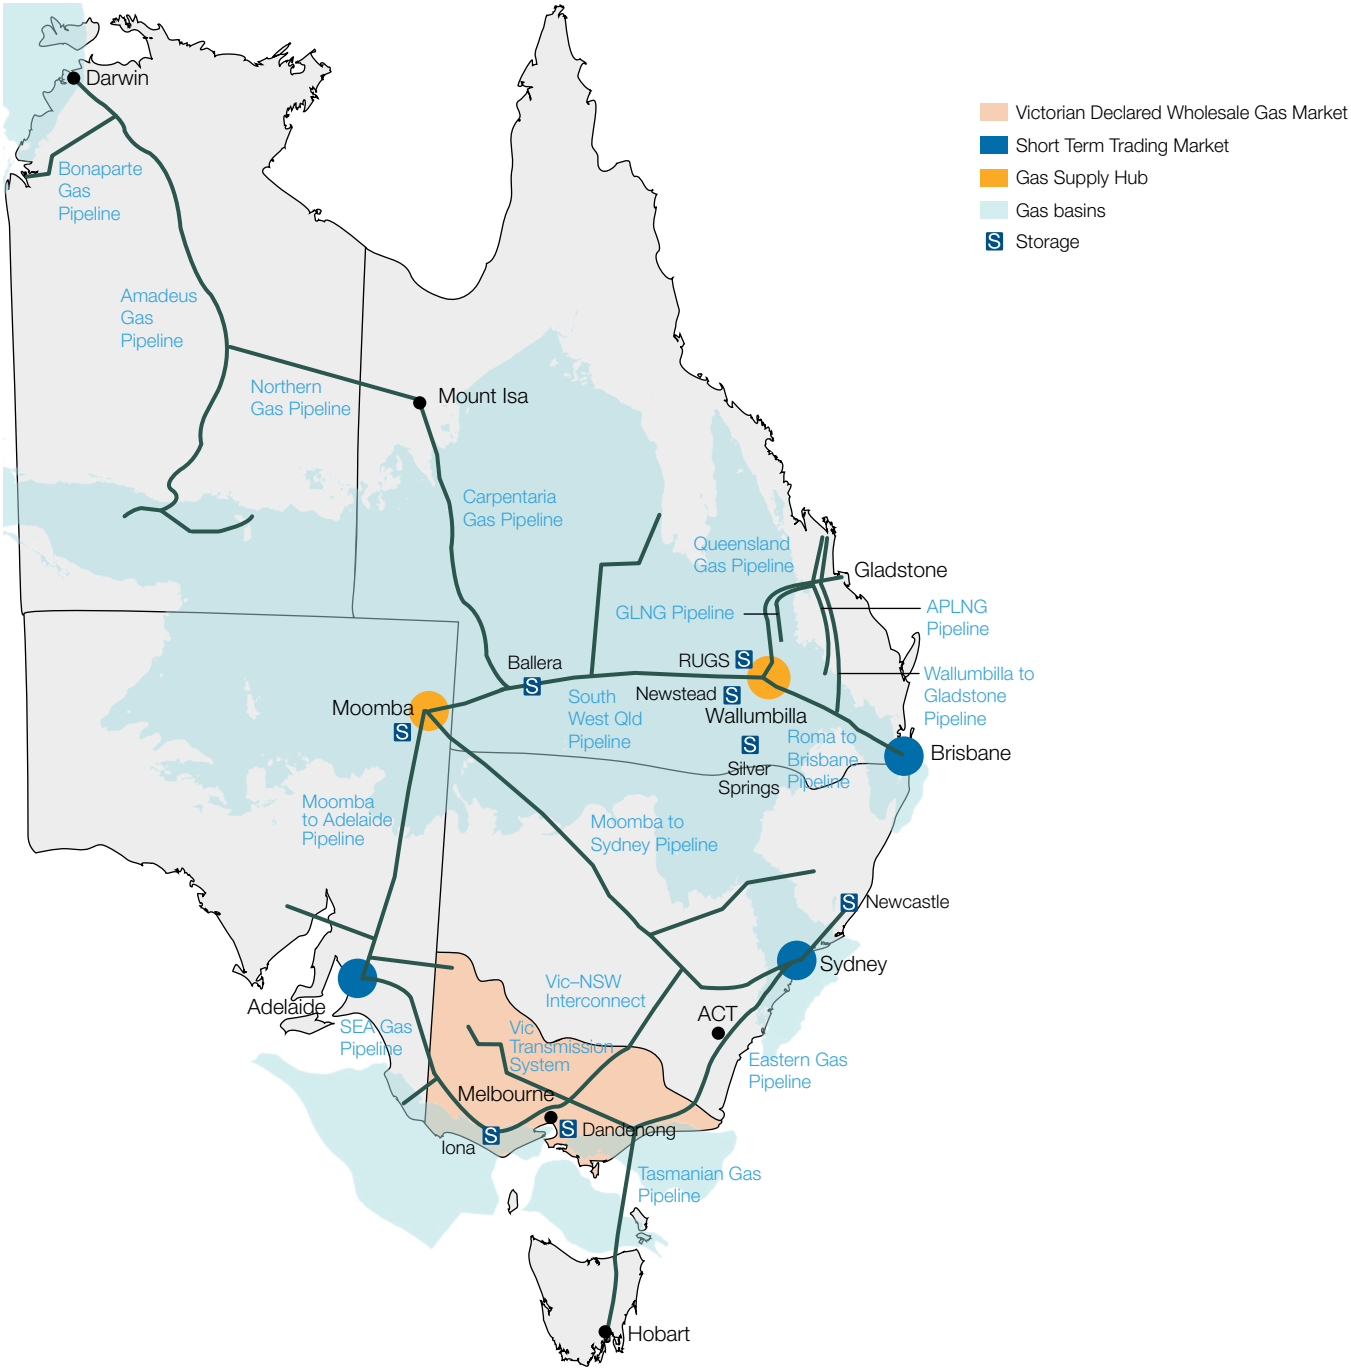 Darwin
Victorian Declared Wholesale Gas Market
Short Term Trading Market
Gas Supply Hub
Gas basins
S Storage
Bonaparte
Gas
Pipeline
Amadeus
Gas
Pipeline
Northern
Gas Pipeline
Mount Isa
Carpentaria
Gas Pipeline
Queensland
Gas Pipeline
Gladstone
GLNG Pipeline
APLNG
Pipeline
RUGS S
Ballera
S
Newstead S
Wallumbilla
Wallumbilla to
Gladstone
Pipeline
South
West Qld
Pipeline
Moomba
S
S
Silver
Springs
Roma to
Brisbane
Pipeline
Brisbane
Moomba
to Adelaide
Pipeline
Moomba to
Sydney Pipeline
S Newcastle
Sydney
Adelaide
Vic–NSW
Interconnect
ACT
SEA Gas
Pipeline
Vic
Transmission
System
Eastern Gas
Pipeline
Melbourne
S Dandenong
S
Iona
Tasmanian Gas
Pipeline
Hobart